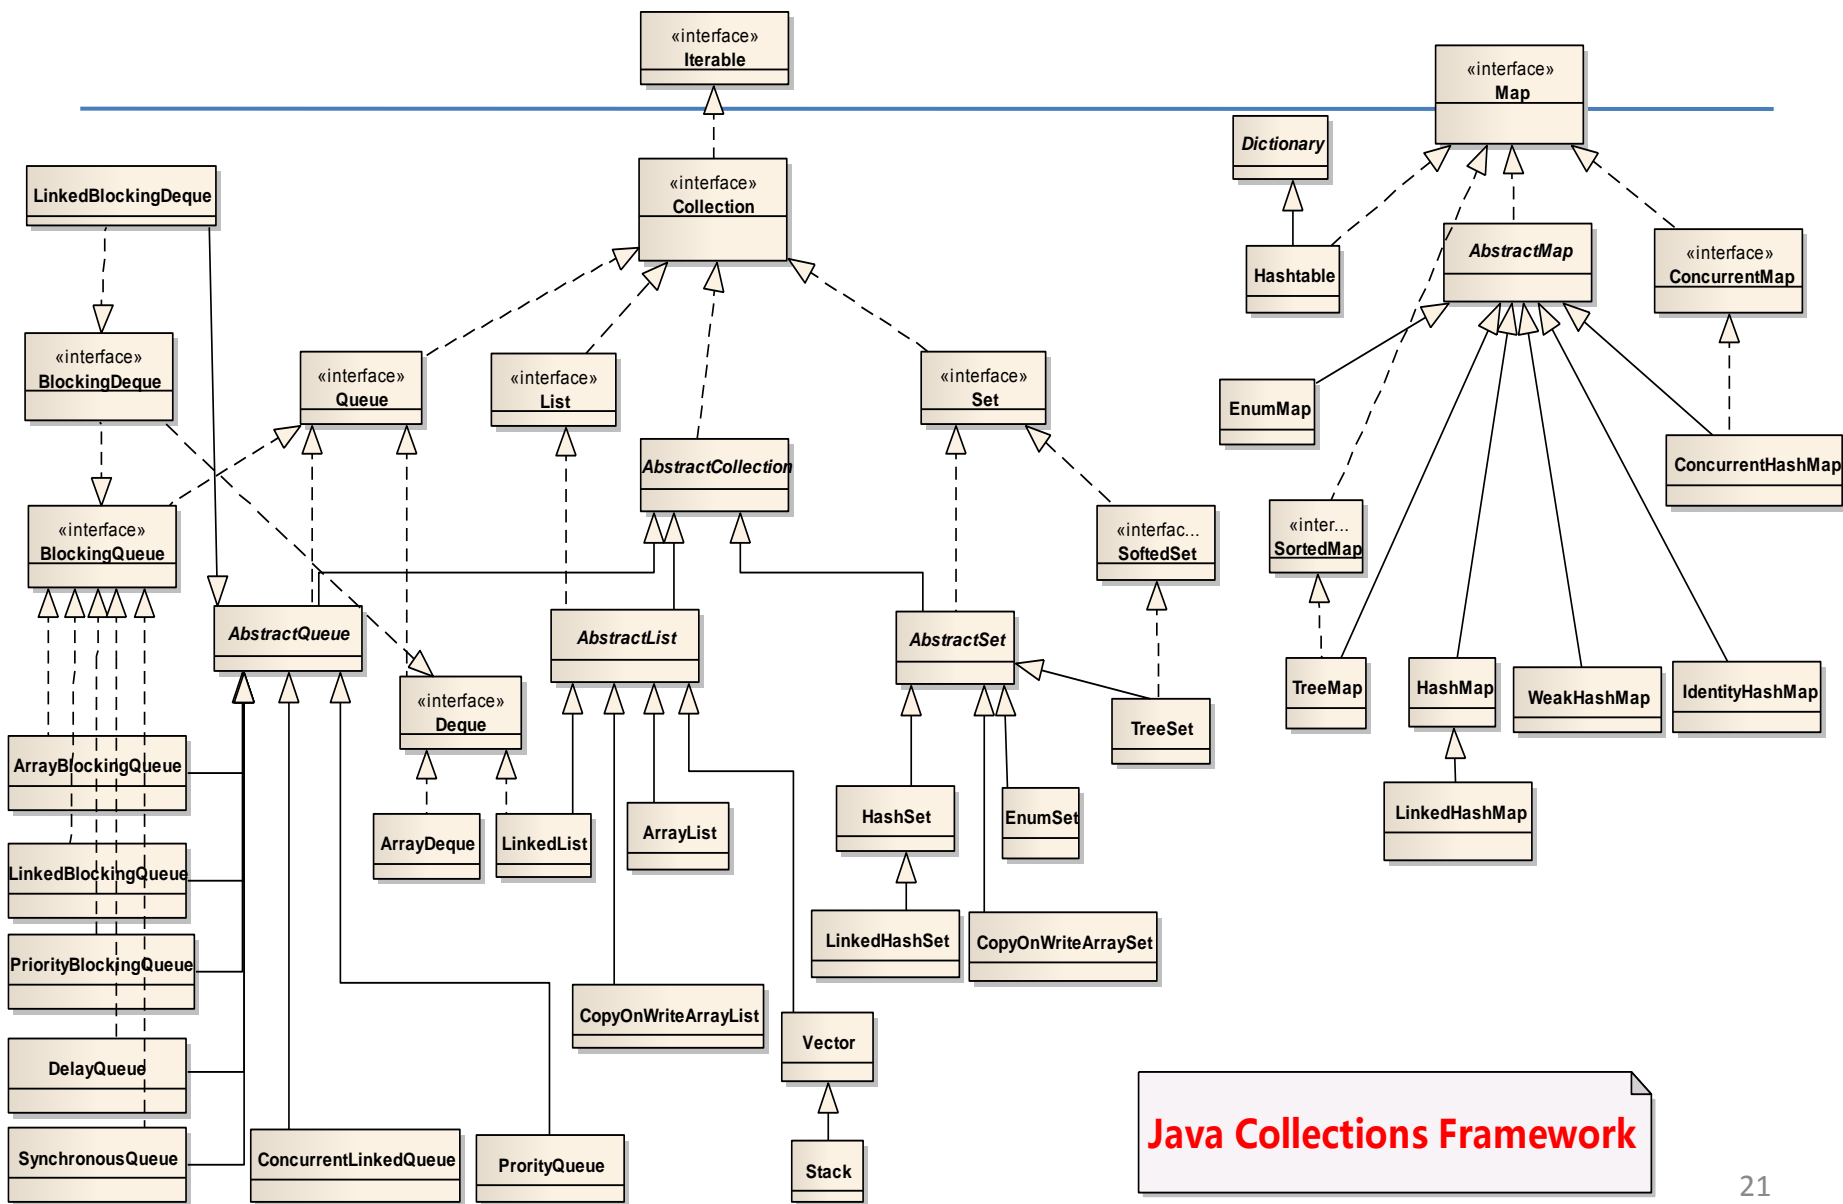 «interface»
Iterable
«interface»
Map
Dictionary
«interface»
Collection
LinkedBlockingDeque
AbstractMap
«interface»
ConcurrentMap
Hashtable
«interface»
BlockingDeque
«interface»
Queue
«interface»
List
«interface»
Set
EnumMap
AbstractCollection
ConcurrentHashMap
«interface»
BlockingQueue
«interfac...
SoftedSet
«inter...
SortedMap
AbstractQueue
AbstractList
AbstractSet
«interface»
Deque
TreeSet
TreeMap
HashMap
WeakHashMap
IdentityHashMap
ArrayBlockingQueue
ArrayDeque
LinkedList
ArrayList
HashSet
EnumSet
LinkedHashMap
LinkedBlockingQueue
PriorityBlockingQueue
LinkedHashSet
CopyOnWriteArraySet
CopyOnWriteArrayList
Vector
DelayQueue
SynchronousQueue
ConcurrentLinkedQueue
ProrityQueue
Stack
Java Collections Framework
21